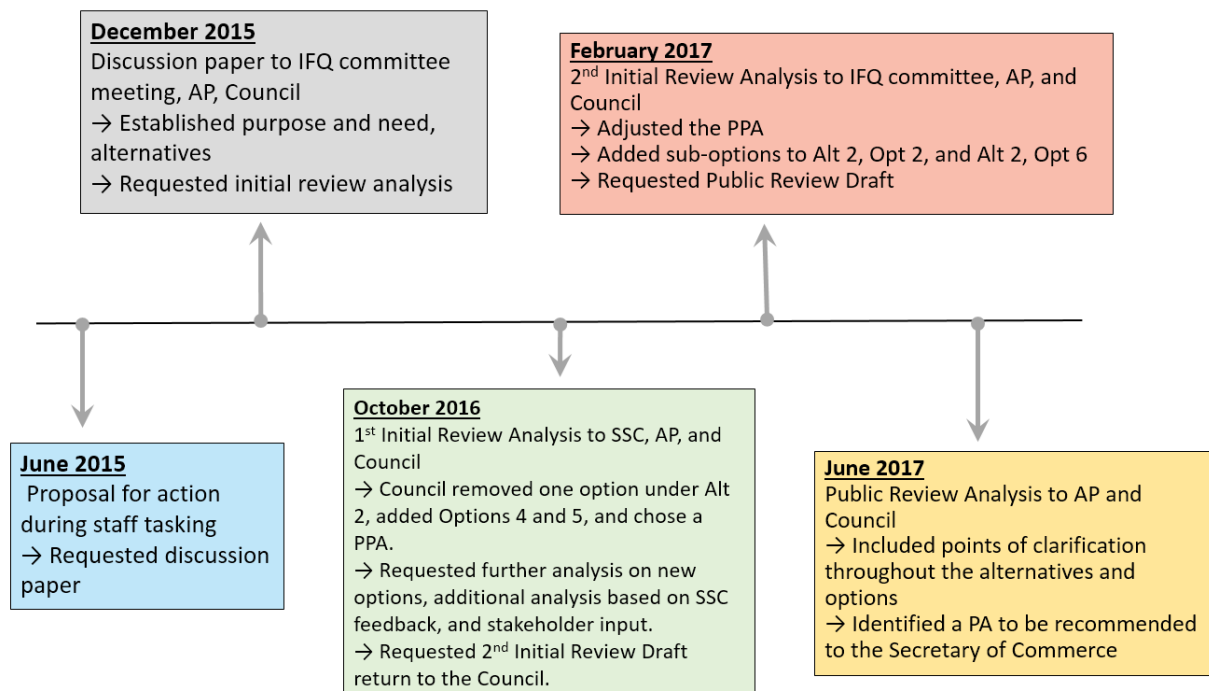 December 2015
Discussion paper to IFQ committee
meeting, AP, Council
→ Established purpose and need,
alternatives
→ Requested initial review analysis
February 2017
2nd Initial Review Analysis to IFQ committee, AP, and
Council
→ Adjusted the PPA
→ Added sub-options to Alt 2, Opt 2, and Alt 2, Opt 6
→ Requested Public Review Draft
June 2015
Proposal for action
during staff tasking
→ Requested discussion
paper
October 2016
1st Initial Review Analysis to SSC, AP, and
Council
→ Council removed one option under Alt
2, added Options 4 and 5, and chose a
PPA.
→ Requested further analysis on new
options, additional analysis based on SSC
feedback, and stakeholder input.
→ Requested 2nd Initial Review Draft
return to the Council.
June 2017
Public Review Analysis to AP and
Council
→ Included points of clarification
throughout the alternatives and
options
→ Identified a PA to be recommended
to the Secretary of Commerce